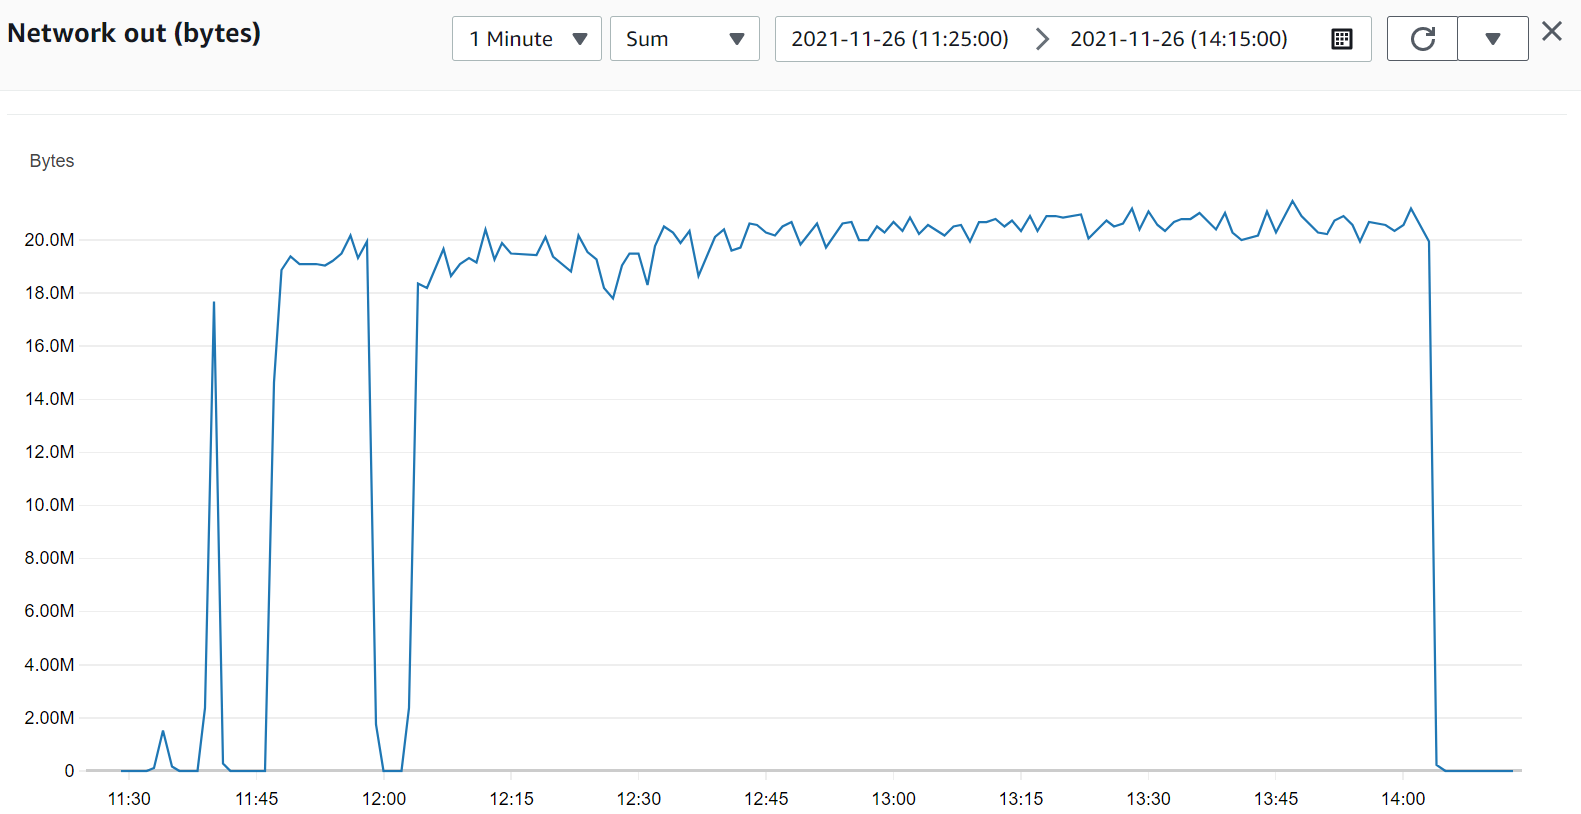 Network out (bytes)
1 Minute
Sum
2021-11-26 (11:25:00)
2021-11-26 (14:15:00)
Bytes
20.0M
18.0M
16.0M
14.0M
12.0M
10.0M
8.00M
6.00M
4.00M
2.00M
0
11:30 11:45 12:00 12:15 12:30 12:45 13:00 13:15 13:30 13:45 14:00